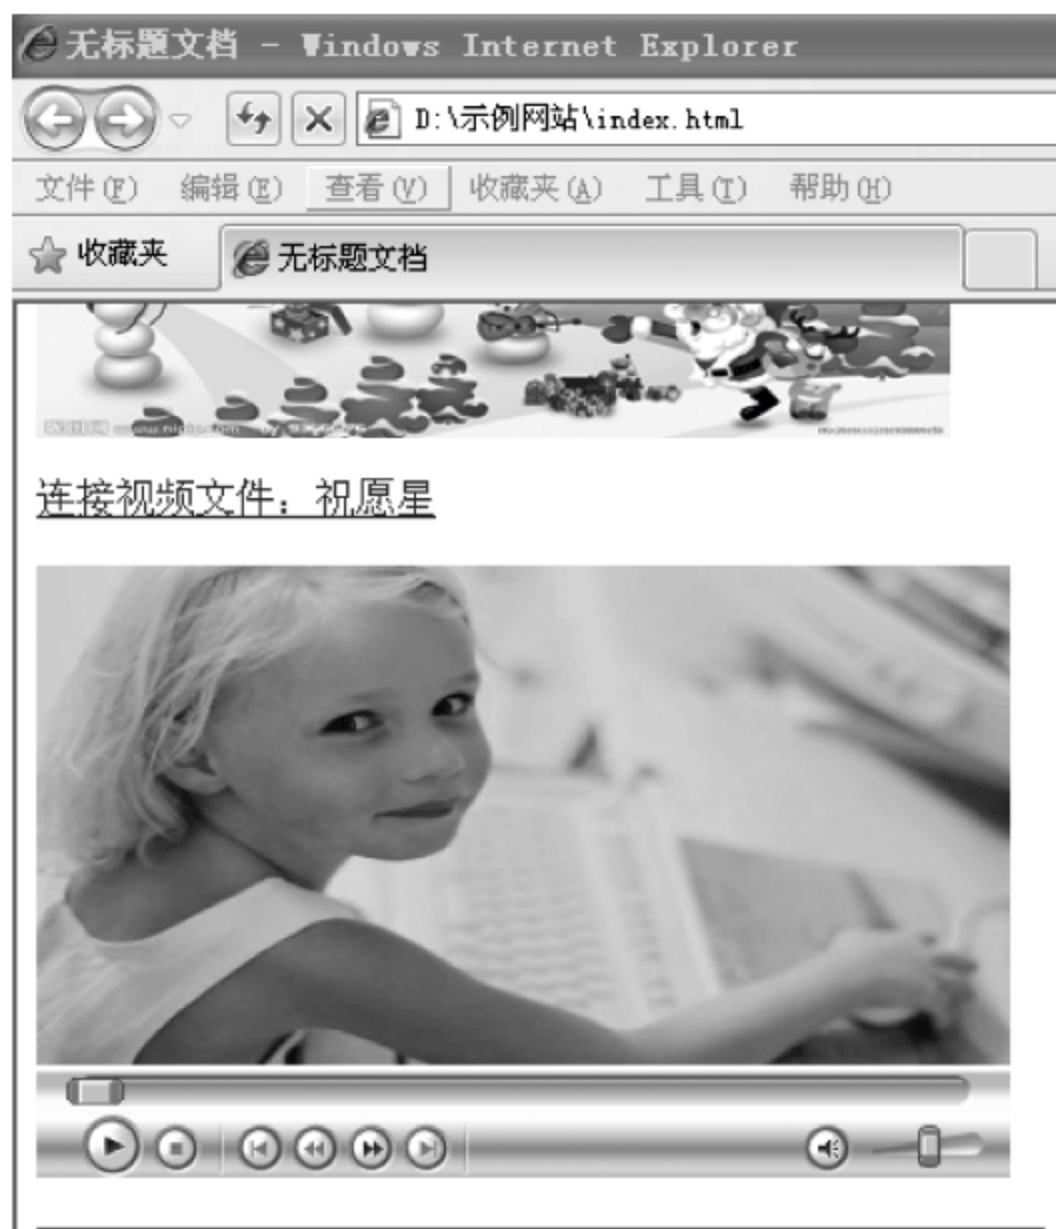 无标题文档 - Windows Internet Explorer
D:\示例网站\index.html
文件(F) 编辑(E) 查看(V) 收藏夹(A) 工具(T) 帮助(H)
收藏夹 无标题文档
连接视频文件：祝愿星